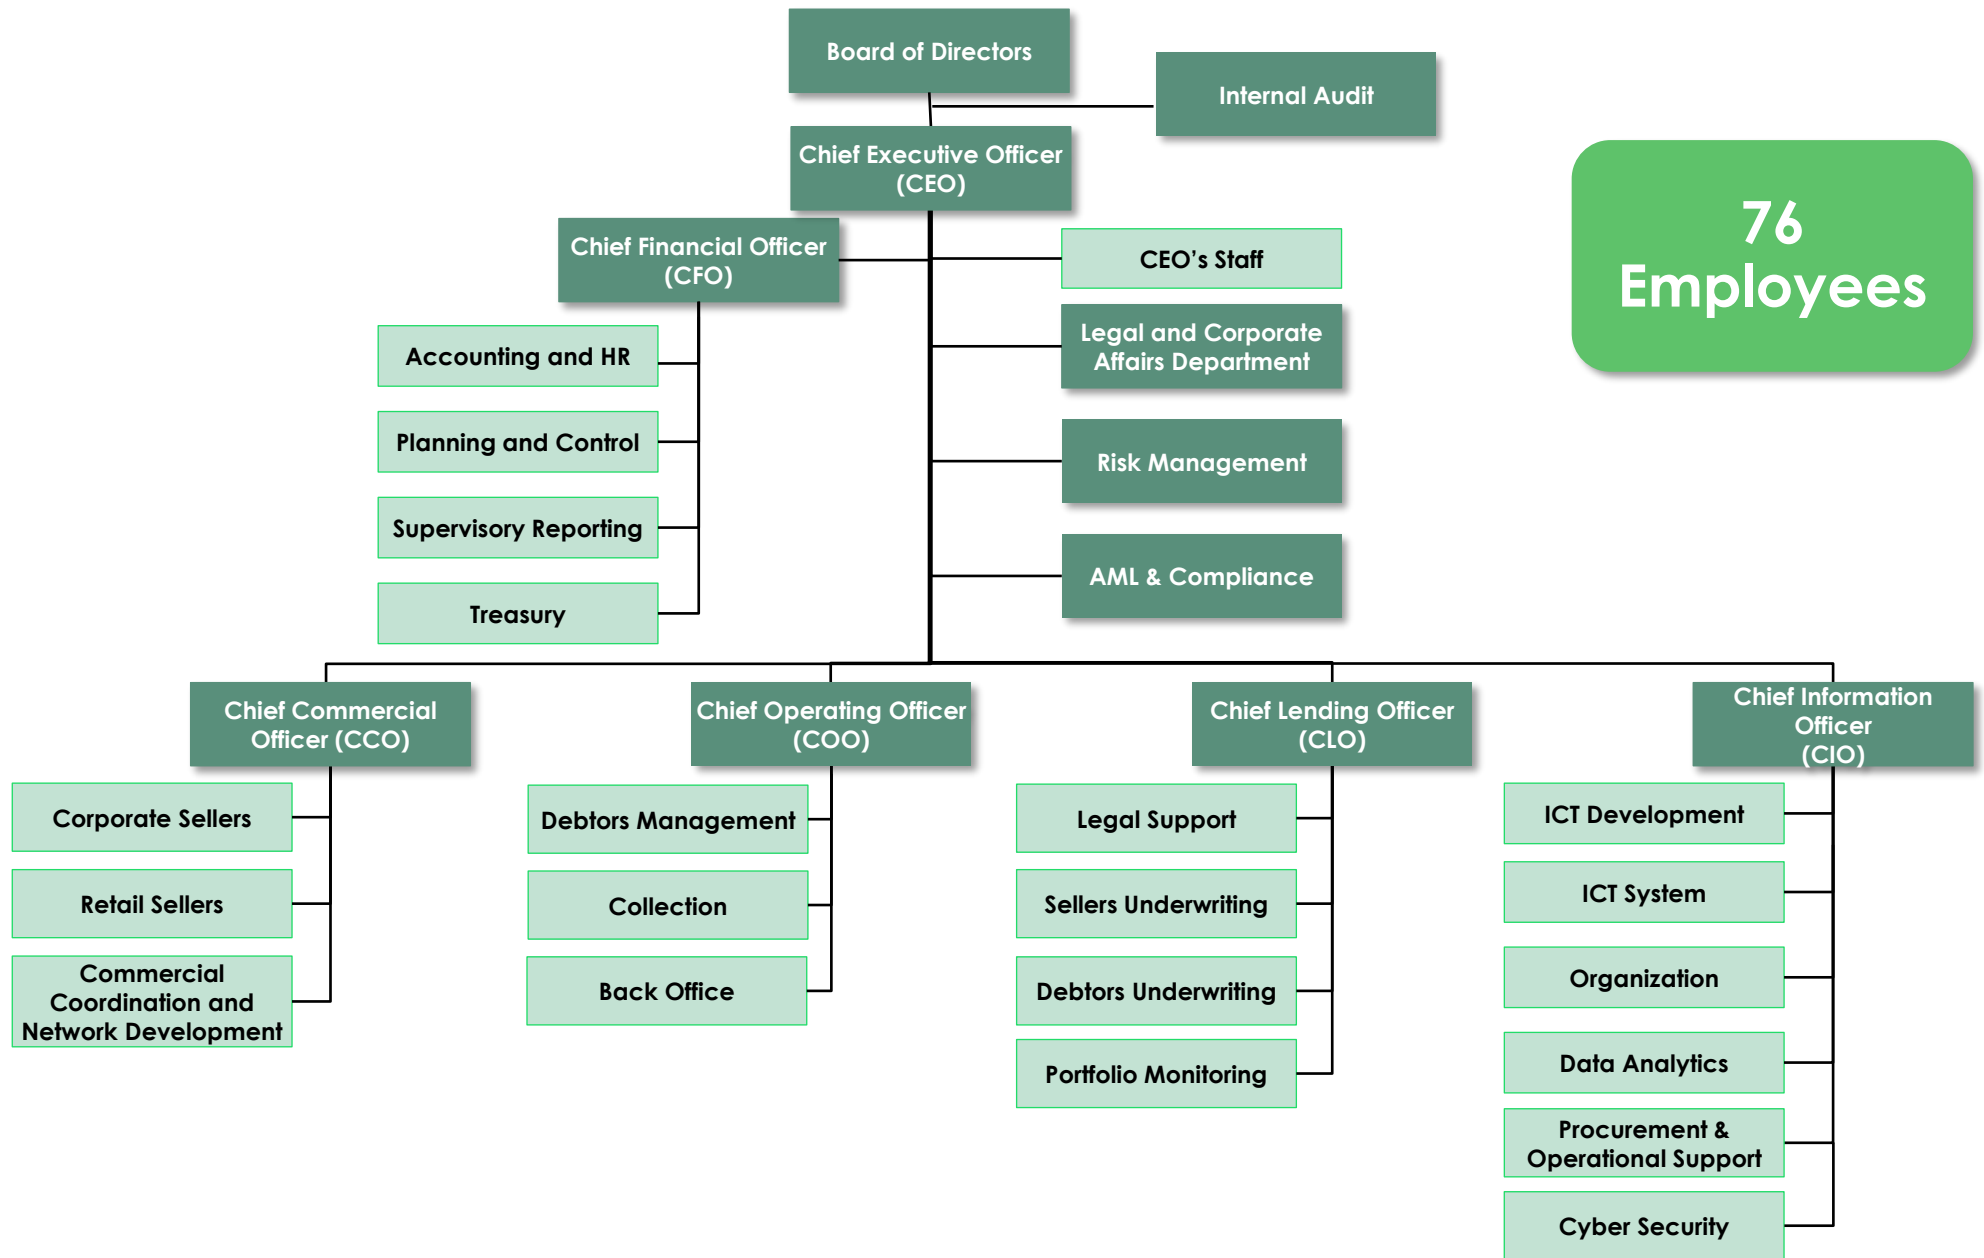 Board of Directors
Internal Audit
Chief Executive Officer
(CEO)
76
Employees
Chief Financial Officer
(CFO)
CEO’s Staff
Accounting and HR
Legal and Corporate
Affairs Department
Planning and Control
Risk Management
Supervisory Reporting
AML & Compliance
Treasury
Chief Commercial
Officer (CCO)
Corporate Sellers
Retail Sellers
Commercial
Coordination and
Network Development
Chief Operating Officer
(COO)
Debtors Management
Collection
Back Office
Chief Lending Officer
(CLO)
Legal Support
Sellers Underwriting
Debtors Underwriting
Portfolio Monitoring
Chief Information
Officer
(CIO)
ICT Development
ICT System
Organization
Data Analytics
Procurement &
Operational Support
Cyber Security